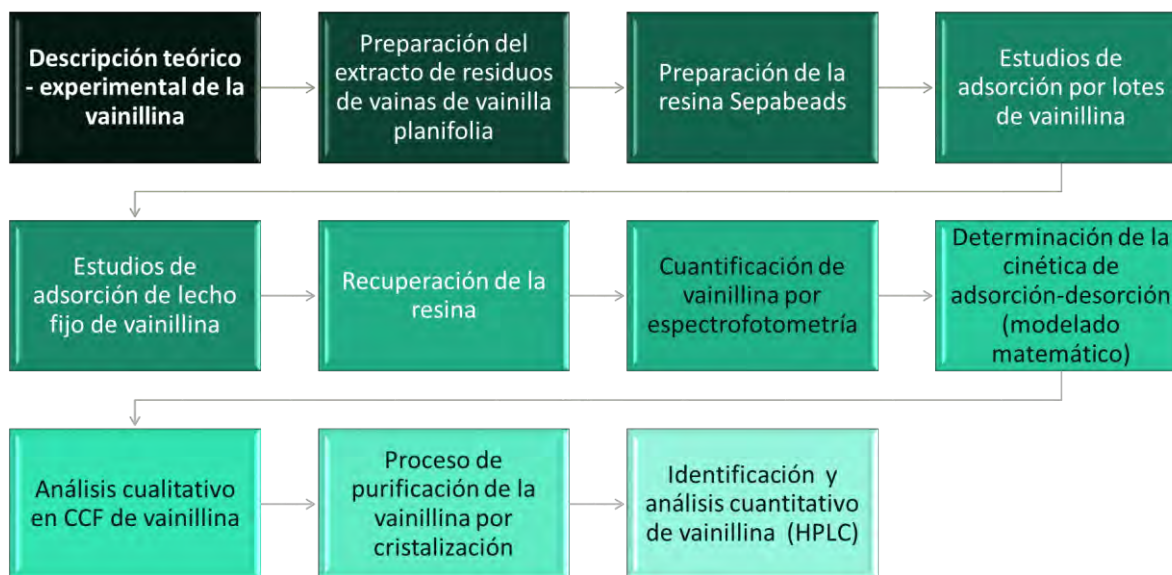 Descripción teórico
- experimental de la
vainillina
Preparación del
extracto de residuos
de vainas de vainilla
planifolia
Preparación de la
resina Sepabeads
Estudios de
adsorción por lotes
de vainillina
Estudios de
adsorción de lecho
fijo de vainillina
Recuperación de la
resina
Cuantificación de
vainillina por
espectrofotometría
Determinación de la
cinética de
adsorción-desorción
(modelado
matemático)
Análisis cualitativo
en CCF de vainillina
Proceso de
purificación de la
vainillina por
cristalización
Identificación y
análisis cuantitativo
de vainillina (HPLC)